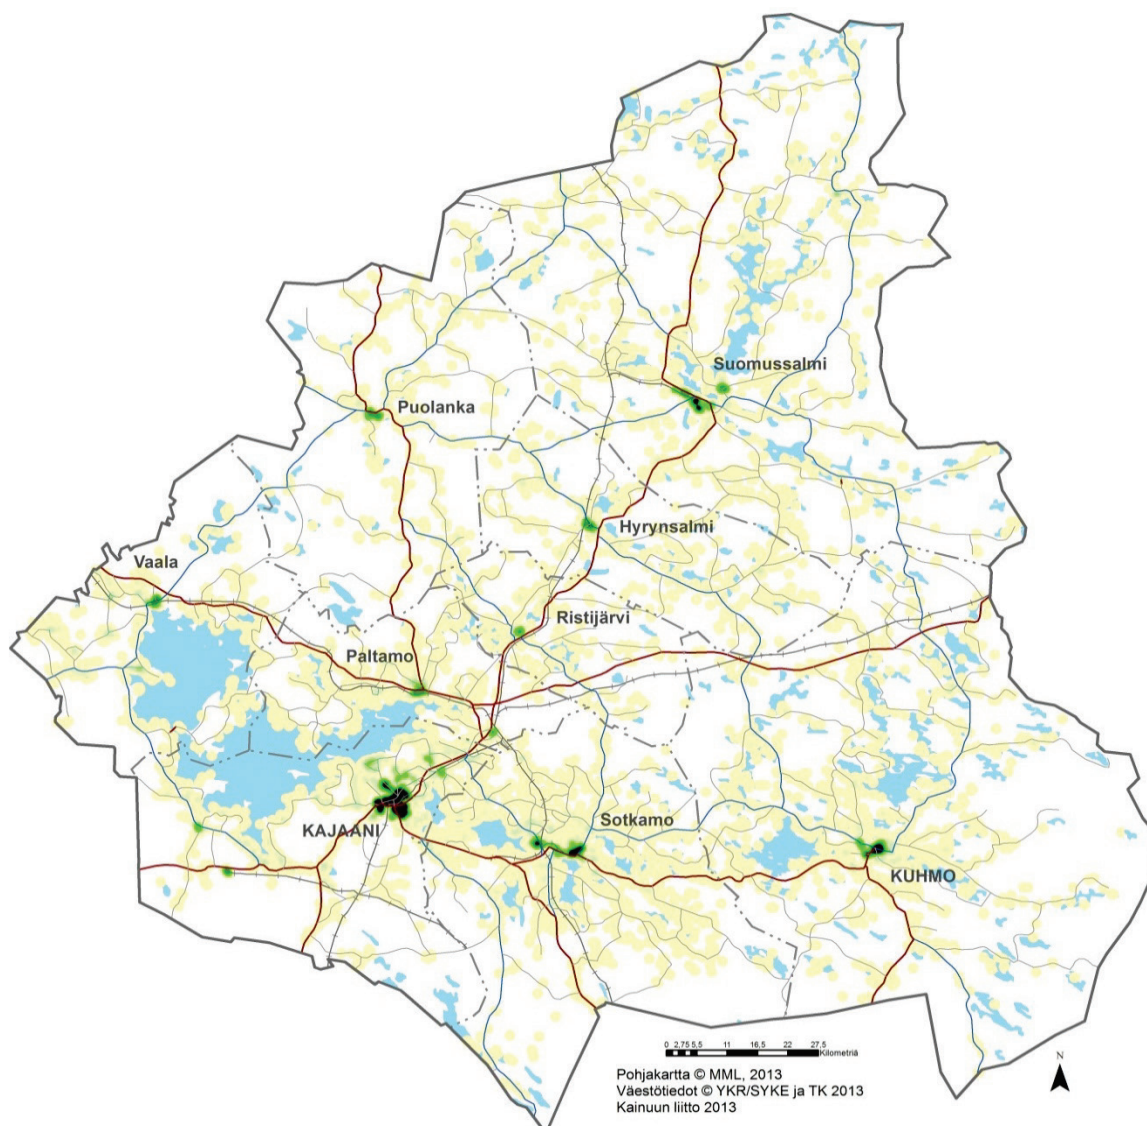 Suomussalmi
Puolanka
Hyrynsalmi
Vaala
Ristijärvi
Paltamo
KAJAANI
Sotkamo
KUHMO
0 2,75 5,5 11 16,5 22 27,5
Kilometriä
Pohjakartta © MML, 2013
Väestötiedot © YKR/SYKE ja TK 2013
Kainuun liitto 2013
N